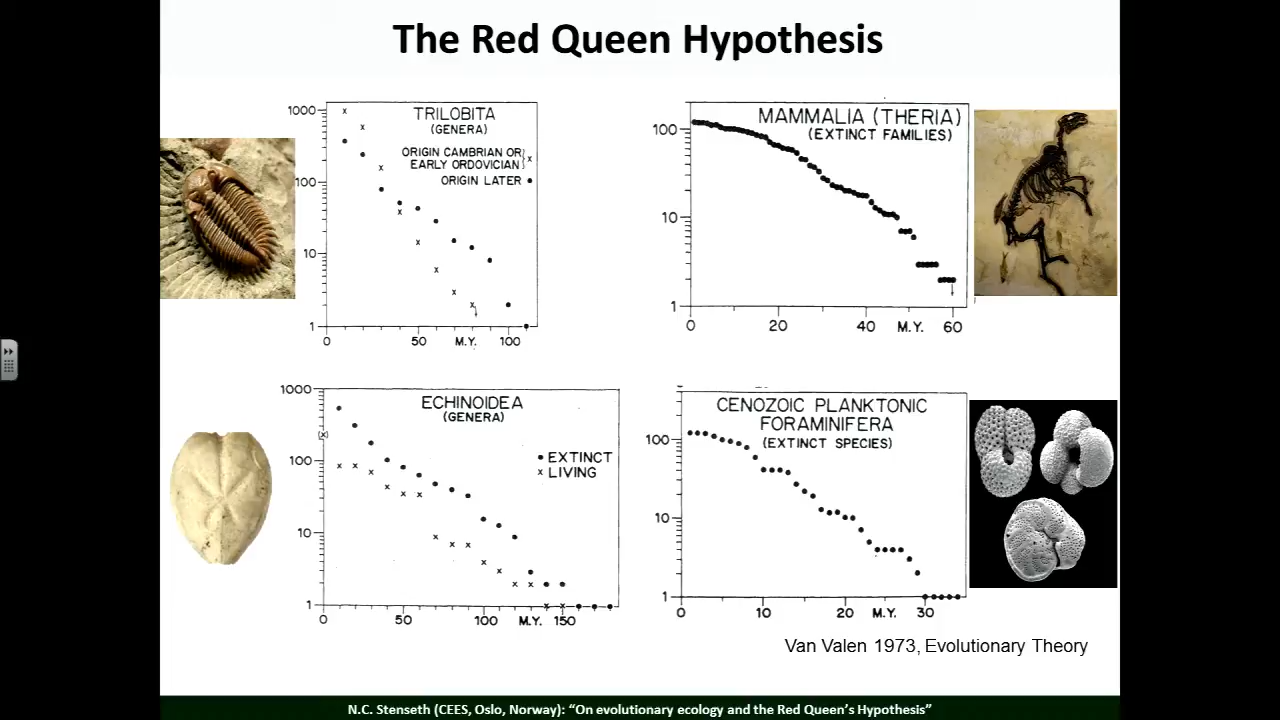 The Red Queen Hypothesis
TRILOBITA
(GENERA)
ORIGIN CAMBRIAN OR
EARLY ORDOVICIAN x
ORIGIN LATER •
1000
100
10
1
0 50 M.Y. 100
MAMMALIA (THERIA)
(EXTINCT FAMILIES)
100
10
1
0 20 40 M.Y. 60
ECHINOIDEA
(GENERA)
• EXTINCT
x LIVING
1000
(x)
100
10
1
0 50 100 M.Y. 150
CENOZOIC PLANKTONIC
FORAMINIFERA
(EXTINCT SPECIES)
100
10
1
0 10 20 M.Y. 30
Van Valen 1973, Evolutionary Theory
N.C. Stenseth (CEES, Oslo, Norway): “On evolutionary ecology and the Red Queen’s Hypothesis”